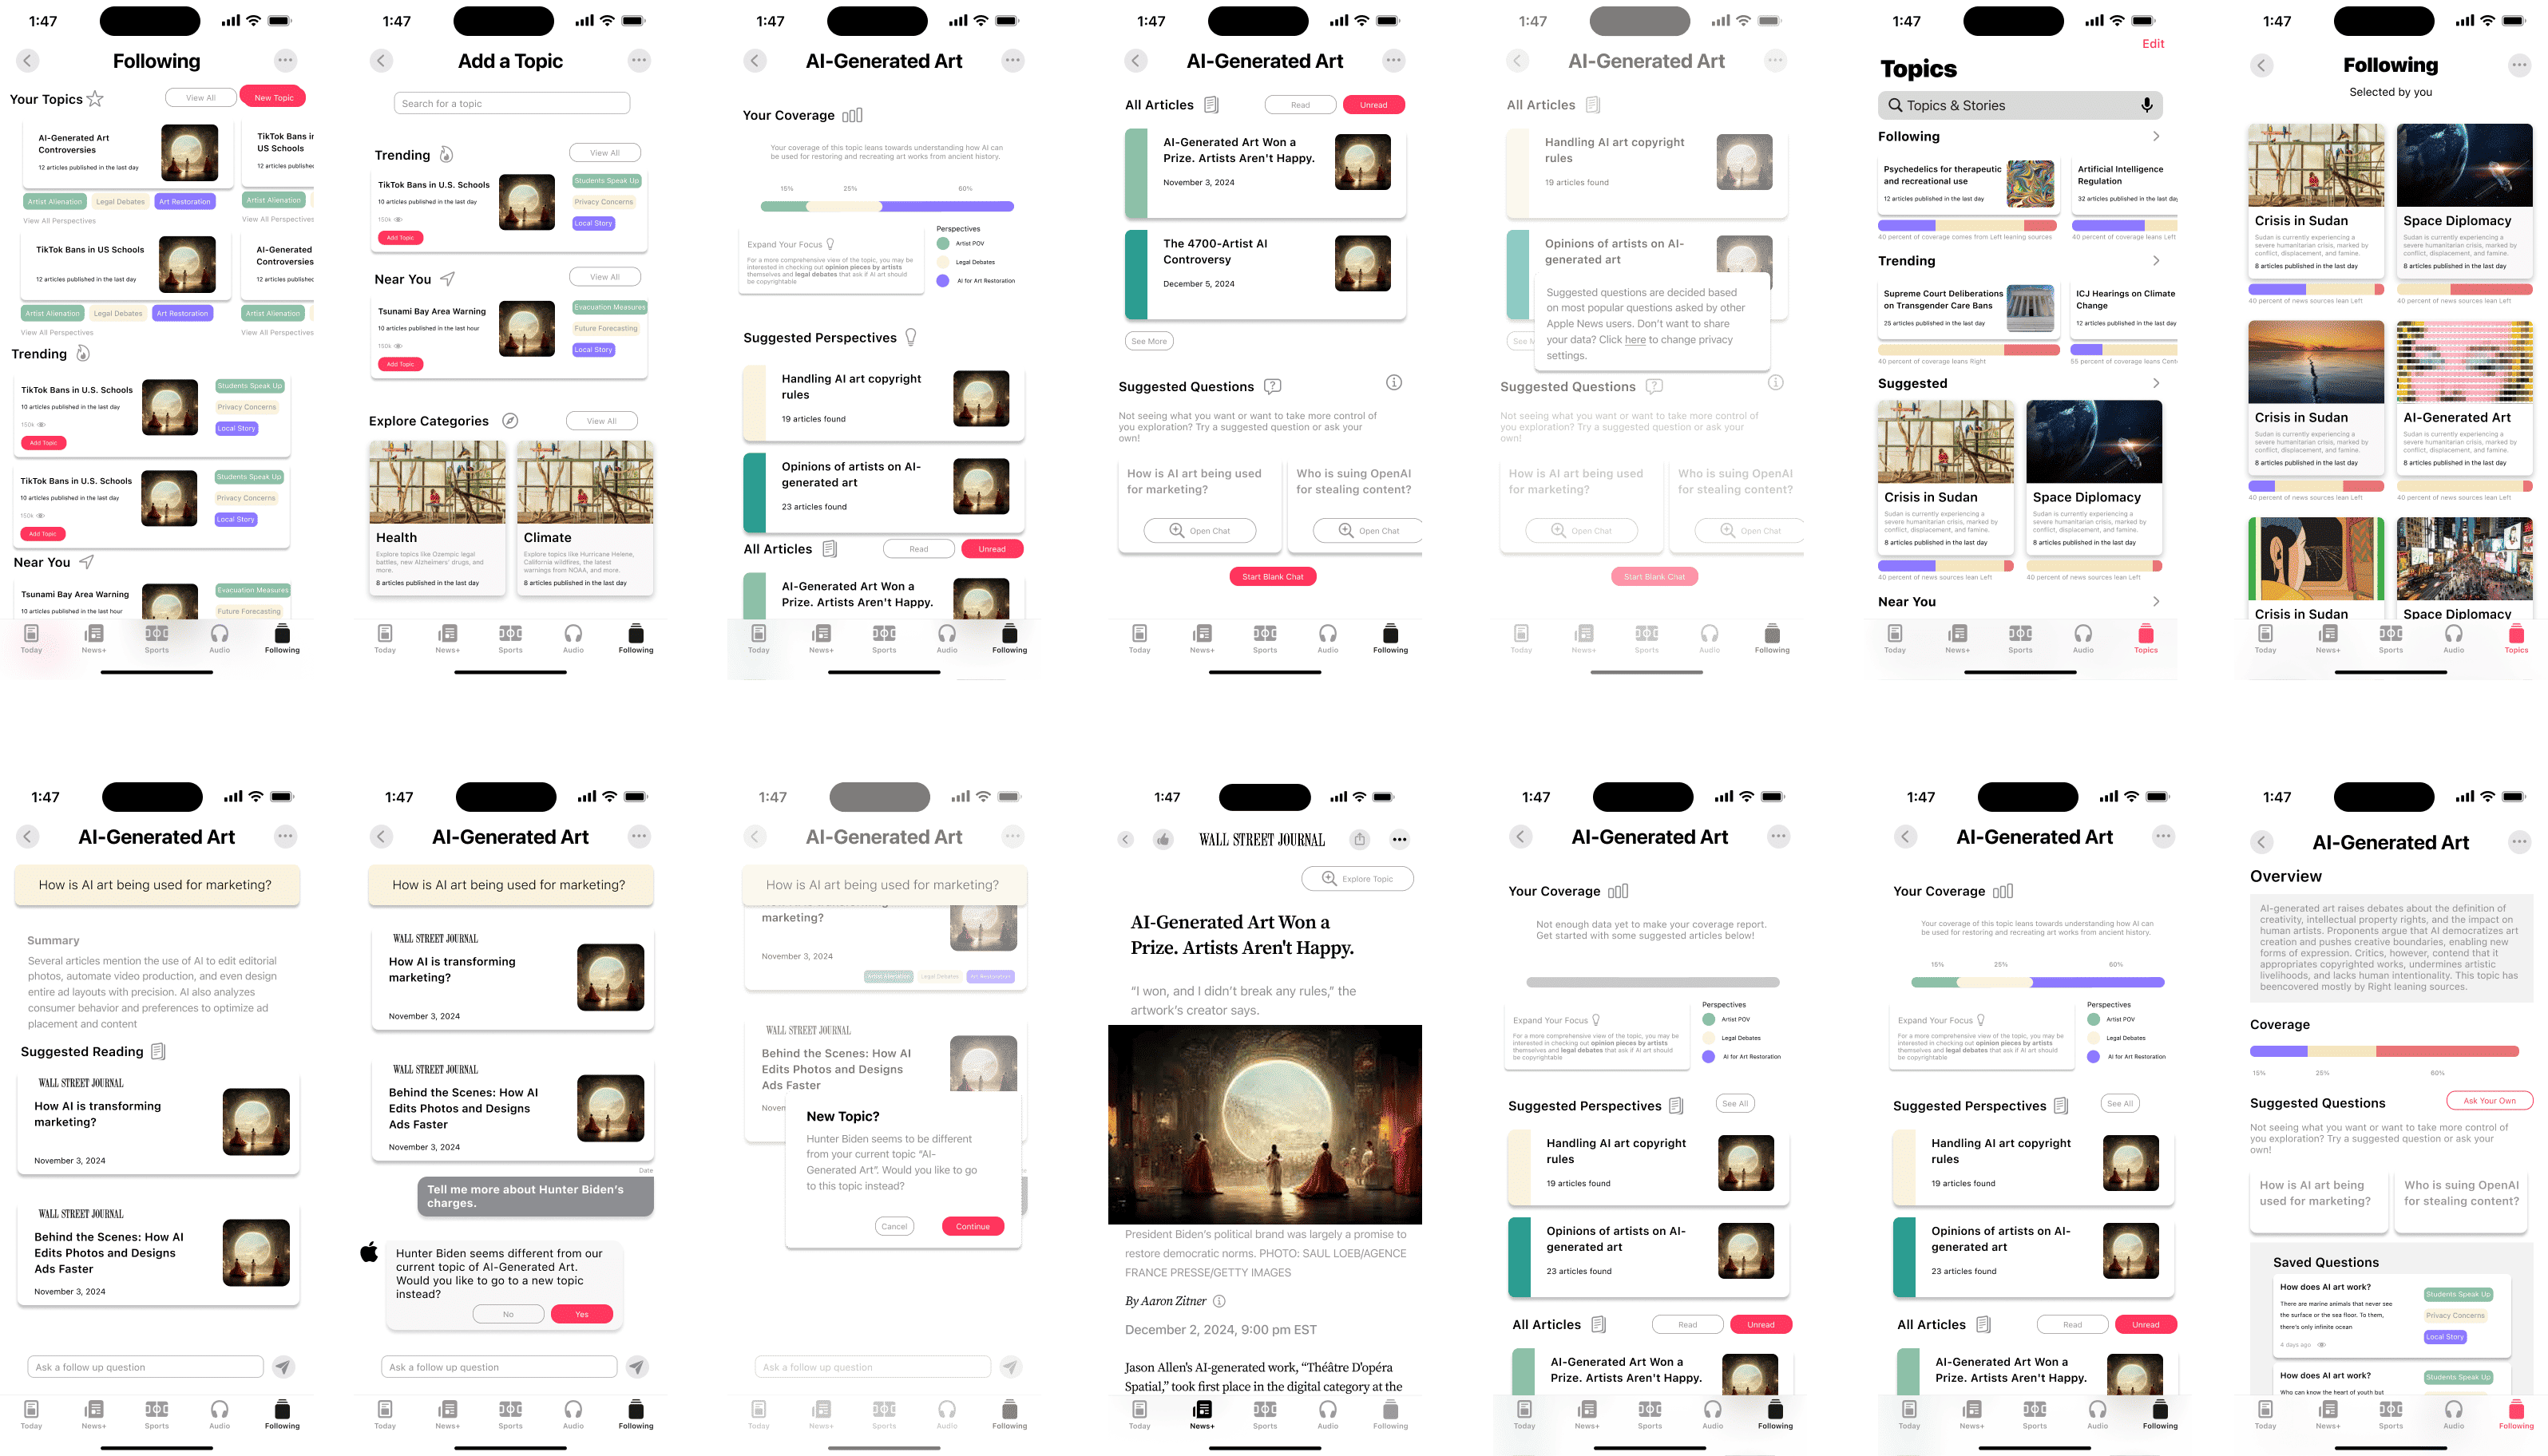 1:47
Following
Your Topics
View All
New Topic
AI-Generated Art
Controversies
12 articles published in the last day
TikTok Bans in
US Schools
12 articles published
Artist Alienation
Legal Debates
Art Restoration
Artist Alienation
View All Perspectives
View All Perspectives
TikTok Bans in US Schools
12 articles published in the last day
AI-Generated
Controversies
12 articles published
Artist Alienation
Legal Debates
Art Restoration
Artist Alienation
View All Perspectives
View All Perspectives
Trending
TikTok Bans in U.S. Schools
10 articles published in the last day
150k
Add Topic
Students Speak Up
Privacy Concerns
Local Story
TikTok Bans in U.S. Schools
10 articles published in the last day
150k
Add Topic
Students Speak Up
Privacy Concerns
Local Story
Near You
Tsunami Bay Area Warning
10 articles published in the last hour
Evacuation Measures
Future Forecasting
Today
News+
Sports
Audio
Following
1:47
Add a Topic
Search for a topic
Trending
View All
TikTok Bans in U.S. Schools
10 articles published in the last day
150k
Add Topic
Students Speak Up
Privacy Concerns
Local Story
Near You
View All
Tsunami Bay Area Warning
10 articles published in the last hour
150k
Add Topic
Evacuation Measures
Future Forecasting
Local Story
Explore Categories
View All
Health
Explore topics like Ozempic legal
battles, new Alzheimers' drugs, and
more.
8 articles published in the last day
Climate
Explore topics like Hurricane Helene,
California wildfires, the latest
warnings from NOAA, and more.
8 articles published in the last day
Today
News+
Sports
Audio
Following
1:47
AI-Generated Art
Your Coverage
Your coverage of this topic leans towards understanding how AI can
be used for restoring and recreating art works from ancient history.
15%
25%
60%
Expand Your Focus
For a more comprehensive view of the topic, you may be
interested in checking out opinion pieces by artists
themselves and legal debates that ask if AI art should
be copyrightable
Perspectives
Artist POV
Legal Debates
AI for Art Restoration
Suggested Perspectives
Handling AI art copyright
rules
19 articles found
Opinions of artists on AI-
generated art
23 articles found
All Articles
Read
Unread
AI-Generated Art Won a
Prize. Artists Aren't Happy.
Today
News+
Sports
Audio
Following
1:47
AI-Generated Art
All Articles
Read
Unread
AI-Generated Art Won a
Prize. Artists Aren't Happy.
November 3, 2024
The 4700-Artist AI
Controversy
December 5, 2024
See More
Suggested Questions
Not seeing what you want or want to take more control of
you exploration? Try a suggested question or ask your
own!
How is AI art being used
for marketing?
Open Chat
Who is suing OpenAI
for stealing content?
Open Chat
Start Blank Chat
Today
News+
Sports
Audio
Following
1:47
AI-Generated Art
All Articles
Handling AI art copyright
rules
19 articles found
Opinions of artists on AI-
generated art
Suggested questions are decided based
on most popular questions asked by other
Apple News users. Don't want to share
your data? Click here to change privacy
settings.
See M
Suggested Questions
Not seeing what you want or want to take more control of
you exploration? Try a suggested question or ask your
own!
How is AI art being used
for marketing?
Open Chat
Who is suing OpenAI
for stealing content?
Open Chat
Start Blank Chat
Today
News+
Sports
Audio
Following
1:47
Edit
Topics
Topics & Stories
Following
Psychedelics for therapeutic
and recreational use
12 articles published in the last day
Artificial Intelligence
Regulation
32 articles published in the last day
40 percent of coverage comes from Left leaning sources
40 percent of coverage leans Left
Trending
Supreme Court Deliberations
on Transgender Care Bans
25 articles published in the last day
ICJ Hearings on Climate
Change
12 articles published in the last day
40 percent of coverage leans Right
55 percent of coverage leans Cent
Suggested
Crisis in Sudan
Sudan is currently experiencing a
severe humanitarian crisis, marked by
conflict, displacement, and famine.
8 articles published in the last day
40 percent of news sources lean Left
Space Diplomacy
Sudan is currently experiencing a
severe humanitarian crisis, marked by
conflict, displacement, and famine.
8 articles published in the last day
40 percent of news sources lean Left
Near You
Today
News+
Sports
Audio
Topics
1:47
Following
Selected by you
Crisis in Sudan
Sudan is currently experiencing a
severe humanitarian crisis, marked by
conflict, displacement, and famine.
8 articles published in the last day
40 percent of news sources lean Left
Space Diplomacy
Sudan is currently experiencing a
severe humanitarian crisis, marked by
conflict, displacement, and famine.
8 articles published in the last day
40 percent of news sources lean Left
Crisis in Sudan
Sudan is currently experiencing a
severe humanitarian crisis, marked by
conflict, displacement, and famine.
8 articles published in the last day
40 percent of news sources lean Left
AI-Generated Art
Sudan is currently experiencing a
severe humanitarian crisis, marked by
conflict, displacement, and famine.
8 articles published in the last day
40 percent of news sources lean Left
Crisis in Sudan
Space Diplomacy
Today
News+
Sports
Audio
Topics
1:47
AI-Generated Art
How is AI art being used for marketing?
Summary
Several articles mention the use of AI to edit editorial
photos, automate video production, and even design
entire ad layouts with precision. AI also analyzes
consumer behavior and preferences to optimize ad
placement and content
Suggested Reading
WALL STREET JOURNAL
How AI is transforming
marketing?
November 3, 2024
WALL STREET JOURNAL
Behind the Scenes: How AI
Edits Photos and Designs
Ads Faster
November 3, 2024
Ask a follow up question
Today
News+
Sports
Audio
Following
1:47
AI-Generated Art
How is AI art being used for marketing?
WALL STREET JOURNAL
How AI is transforming
marketing?
November 3, 2024
WALL STREET JOURNAL
Behind the Scenes: How AI
Edits Photos and Designs
Ads Faster
November 3, 2024
Date
Tell me more about Hunter Biden's
charges.
Hunter Biden seems different from our
current topic of AI-Generated Art.
Would you like to go to a new topic
instead?
No
Yes
Ask a follow up question
Today
News+
Sports
Audio
Following
1:47
AI-Generated Art
How is AI art being used for marketing?
marketing?
November 3, 2024
Artist Alienation
Legal Debates
Art Restoration
WALL STREET JOURNAL
Behind the Scenes: How AI
Edits Photos and Designs
Ads Faster
Novem
New Topic?
Hunter Biden seems to be different
from your current topic "AI-
Generated Art". Would you like to go
to this topic instead?
Cancel
Continue
Ask a follow up question
Today
News+
Sports
Audio
Following
1:47
WALL STREET JOURNAL
Explore Topic
AI-Generated Art Won a
Prize. Artists Aren't Happy.
"I won, and I didn't break any rules," the
artwork's creator says.
President Biden's political brand was largely a promise to
restore democratic norms. PHOTO: SAUL LOEB/AGENCE
FRANCE PRESSE/GETTY IMAGES
By Aaron Zitner
December 2, 2024, 9:00 pm EST
Jason Allen's AI-generated work, "Théâtre D'opéra
Spatial," took first place in the digital category at the
Today
News+
Sports
Audio
Following
1:47
AI-Generated Art
Your Coverage
Not enough data yet to make your coverage report.
Get started with some suggested articles below!
Expand Your Focus
For a more comprehensive view of the topic, you may be
interested in checking out opinion pieces by artists
themselves and legal debates that ask if AI art should
be copyrightable
Perspectives
Artist POV
Legal Debates
AI for Art Restoration
Suggested Perspectives
See All
Handling AI art copyright
rules
19 articles found
Opinions of artists on AI-
generated art
23 articles found
All Articles
Read
Unread
AI-Generated Art Won a
Prize. Artists Aren't Happy.
Today
News+
Sports
Audio
Following
1:47
AI-Generated Art
Your Coverage
Your coverage of this topic leans towards understanding how AI can
be used for restoring and recreating art works from ancient history.
15%
25%
60%
Expand Your Focus
For a more comprehensive view of the topic, you may be
interested in checking out opinion pieces by artists
themselves and legal debates that ask if AI art should
be copyrightable
Perspectives
Artist POV
Legal Debates
AI for Art Restoration
Suggested Perspectives
See All
Handling AI art copyright
rules
19 articles found
Opinions of artists on AI-
generated art
23 articles found
All Articles
Read
Unread
AI-Generated Art Won a
Prize. Artists Aren't Happy.
Today
News+
Sports
Audio
Following
1:47
AI-Generated Art
Overview
AI-generated art raises debates about the definition of
creativity, intellectual property rights, and the impact on
human artists. Proponents argue that AI democratizes art
creation and pushes creative boundaries, enabling new
forms of expression. Critics, however, contend that it
appropriates copyrighted works, undermines artistic
livelihoods, and lacks human intentionality. This topic has
beencovered mostly by Right leaning sources.
Coverage
15%
25%
60%
Suggested Questions
Ask Your Own
Not seeing what you want or want to take more control of
you exploration? Try a suggested question or ask your
own!
How is AI art being
used for marketing?
Who is suing OpenAI
for stealing content?
Saved Questions
How does AI art work?
There are marine animals that never see
the surface or the sea floor. To them,
there's only infinite ocean
4 days ago
Students Speak Up
Privacy Concerns
Local Story
How does AI art work?
Who can know the heart of youth but
Students Speak Up
Today
News+
Sports
Audio
Following